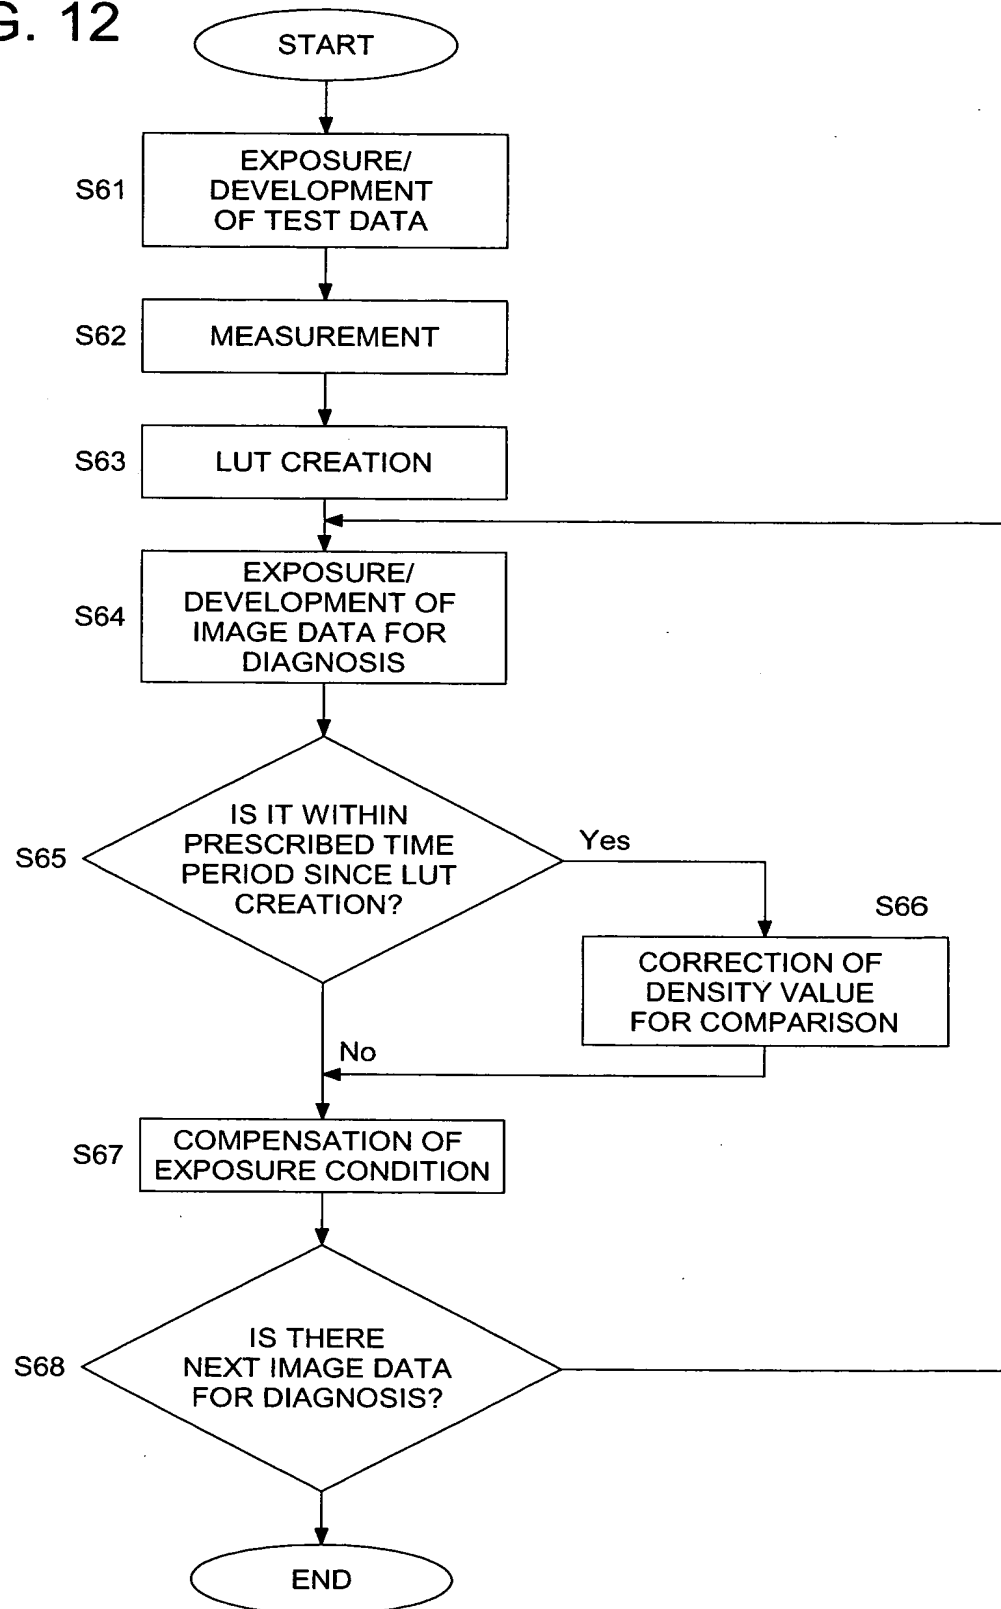 G. 12
START
S61
EXPOSURE/
DEVELOPMENT
OF TEST DATA
S62
MEASUREMENT
S63
LUT CREATION
S64
EXPOSURE/
DEVELOPMENT OF
IMAGE DATA FOR
DIAGNOSIS
S65
IS IT WITHIN
PRESCRIBED TIME
PERIOD SINCE LUT
CREATION?
Yes
S66
CORRECTION OF
DENSITY VALUE
FOR COMPARISON
No
S67
COMPENSATION OF
EXPOSURE CONDITION
S68
IS THERE
NEXT IMAGE DATA
FOR DIAGNOSIS?
END